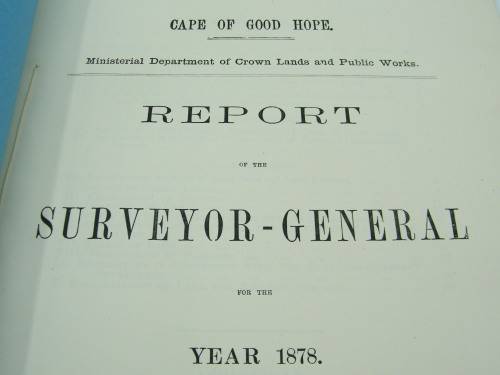 CAPE OF GOOD HOPE.
Ministerial Department of Crown Lands and Public Works.
REPORT
OF THE
SURVEYOR-GENERAL
FOR THE
YEAR 1878.